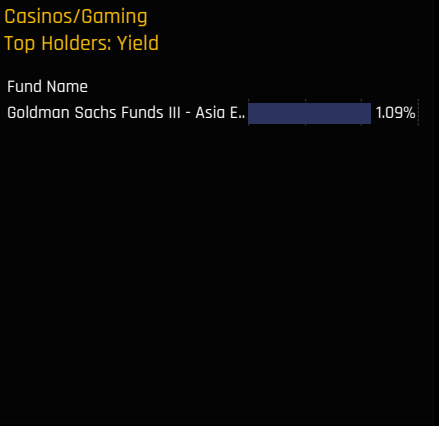 Casinos/Gaming
Top Holders: Yield
Fund Name
Goldman Sachs Funds III - Asia E.. 1.09%